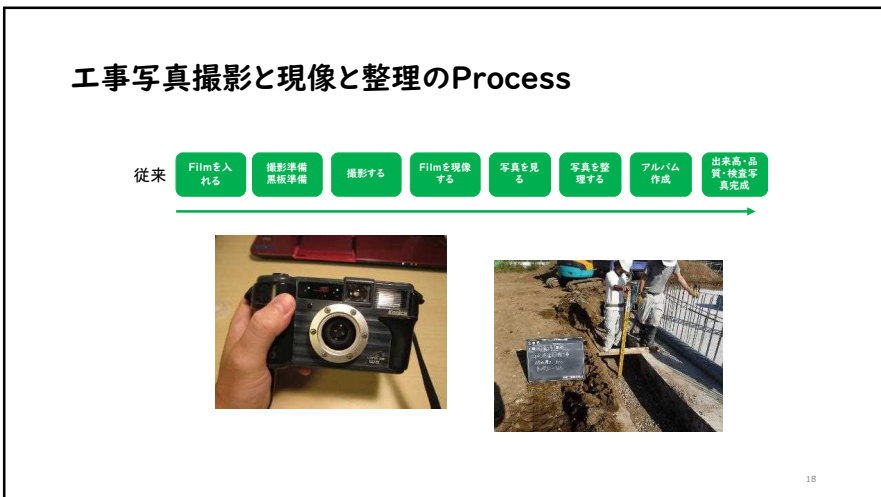 工事写真撮影と現像と整理のProcess
従来
Filmを入
れる
撮影準備
黒板準備
撮影する
Filmを現像
する
写真を見
る
写真を整
理する
アルバム
作成
出来高・品
質・検査写
真完成
Konica
18